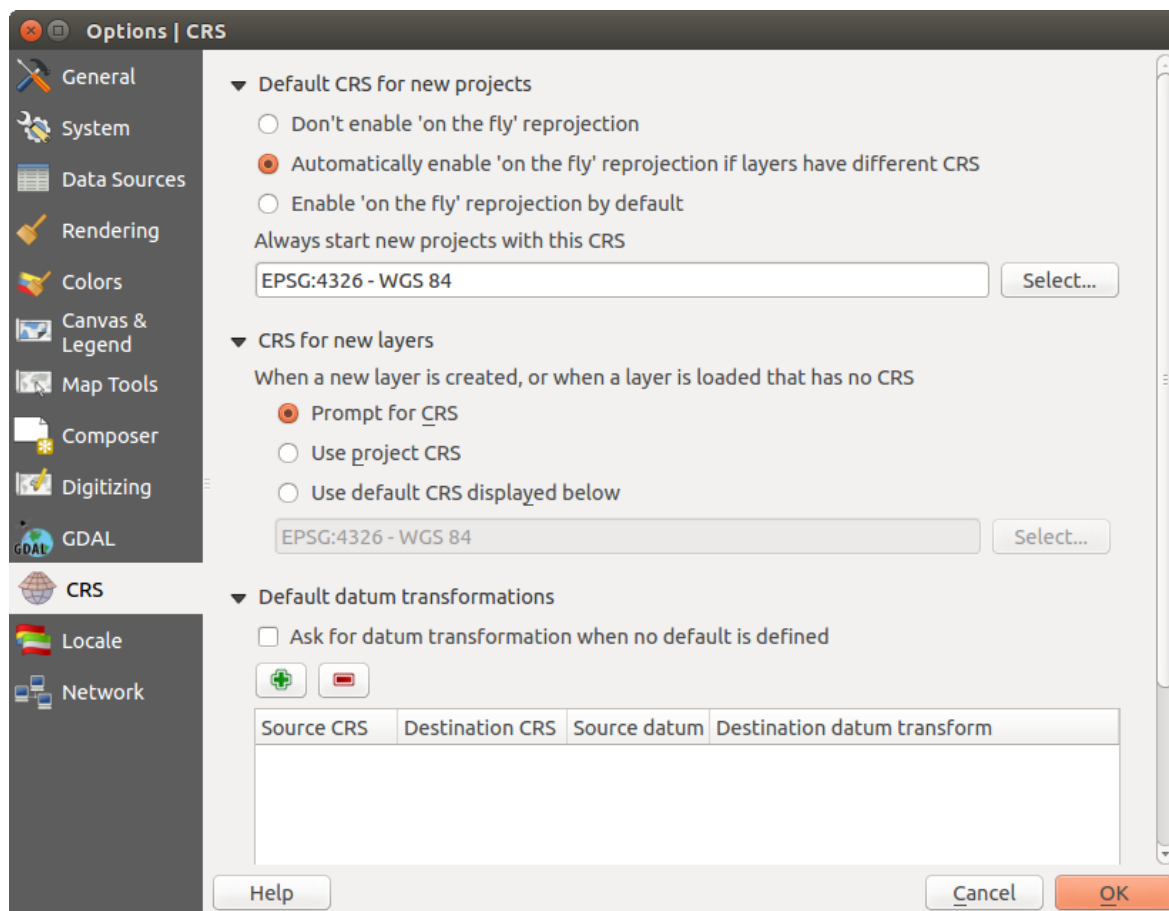 Options | CRS
General
System
Data Sources
Rendering
Colors
Canvas &
Legend
Map Tools
Composer
Digitizing
GDAL
GDAL
CRS
Locale
Network
Default CRS for new projects
Don't enable 'on the fly' reprojection
Automatically enable 'on the fly' reprojection if layers have different CRS
Enable 'on the fly' reprojection by default
Always start new projects with this CRS
EPSG:4326 - WGS 84
Select...
CRS for new layers
When a new layer is created, or when a layer is loaded that has no CRS
Prompt for CRS
Use project CRS
Use default CRS displayed below
EPSG:4326 - WGS 84
Select...
Default datum transformations
Ask for datum transformation when no default is defined
Source CRS Destination CRS Source datum Destination datum transform
Help
Cancel
OK